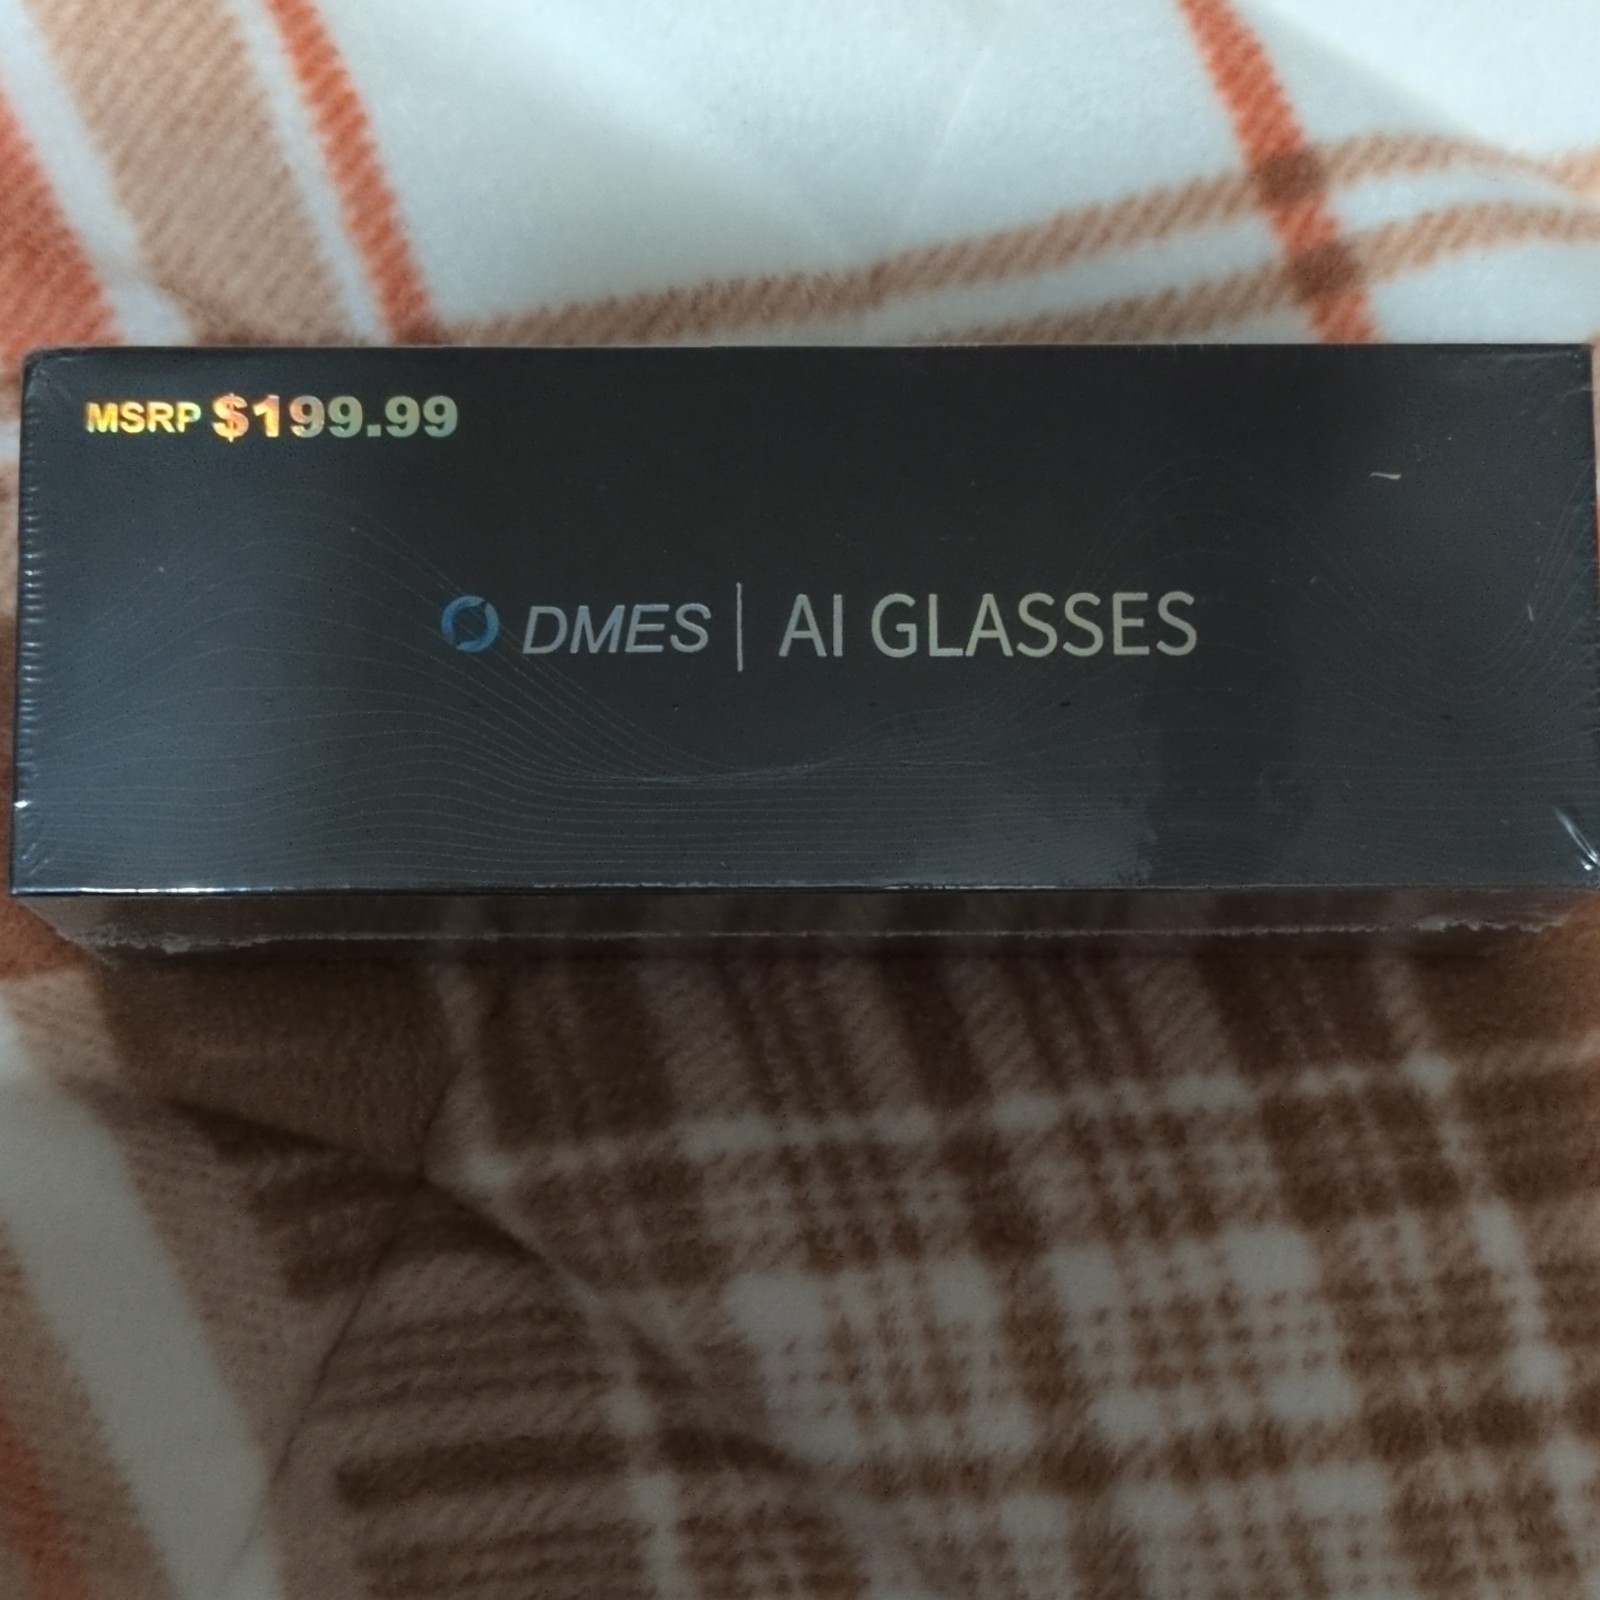 MSRP $199.99
DMES | AI GLASSES